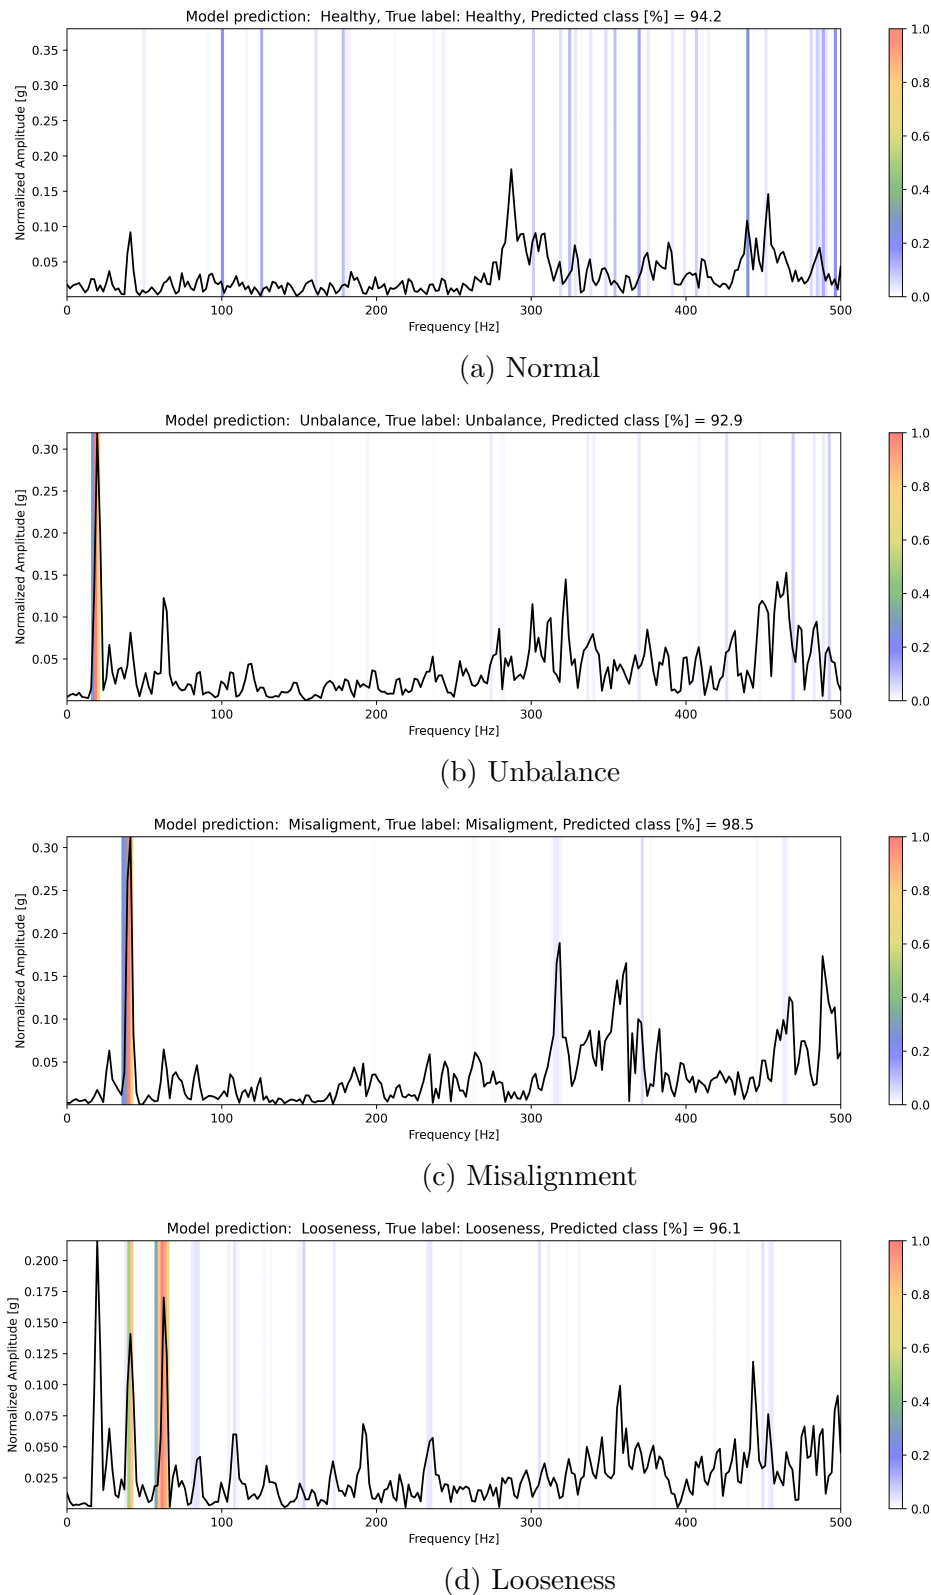 Model prediction:  Healthy, True label: Healthy, Predicted class [%] = 94.2
Normalized Amplitude [g]
0.35
0.30
0.25
0.20
0.15
0.10
0.05
0 100 200 300 400 500
Frequency [Hz]
1.0
0.8
0.6
0.4
0.2
0.0
(a) Normal
Model prediction:  Unbalance, True label: Unbalance, Predicted class [%] = 92.9
Normalized Amplitude [g]
0.30
0.25
0.20
0.15
0.10
0.05
0 100 200 300 400 500
Frequency [Hz]
1.0
0.8
0.6
0.4
0.2
0.0
(b) Unbalance
Model prediction:  Misaligment, True label: Misaligment, Predicted class [%] = 98.5
Normalized Amplitude [g]
0.30
0.25
0.20
0.15
0.10
0.05
0 100 200 300 400 500
Frequency [Hz]
1.0
0.8
0.6
0.4
0.2
0.0
(c) Misalignment
Model prediction:  Looseness, True label: Looseness, Predicted class [%] = 96.1
Normalized Amplitude [g]
0.200
0.175
0.150
0.125
0.100
0.075
0.050
0.025
0 100 200 300 400 500
Frequency [Hz]
1.0
0.8
0.6
0.4
0.2
0.0
(d) Looseness